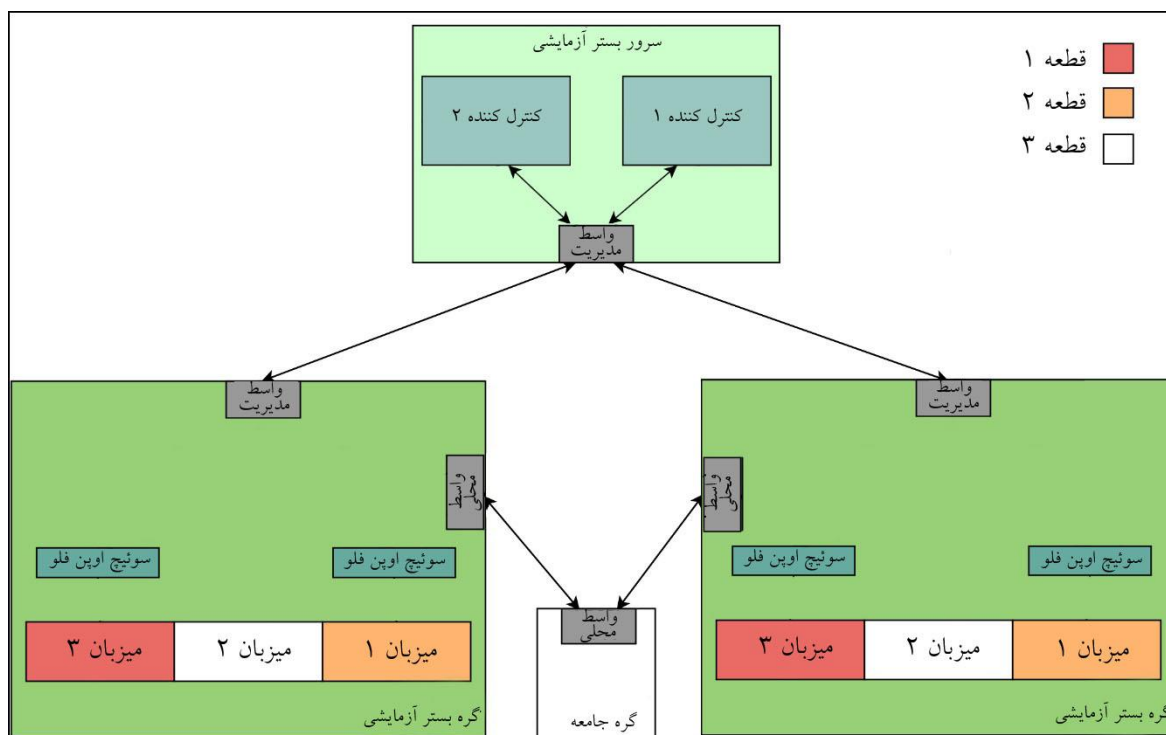 سرور بستر آزمایشی
کنترل کننده ۱
کنترل کننده ۲
واسط
مدیریت
قطعه ۱
قطعه ۲
قطعه ۳
واسط
مدیریت
واسط
محلی
سوئیچ اوپن فلو
سوئیچ اوپن فلو
میزبان ۱
میزبان ۲
میزبان ۳
گره بستر آزمایشی
واسط
محلی
گره جامعه
واسط
مدیریت
واسط
محلی
سوئیچ اوپن فلو
سوئیچ اوپن فلو
میزبان ۱
میزبان ۲
میزبان ۳
گره بستر آزمایشی